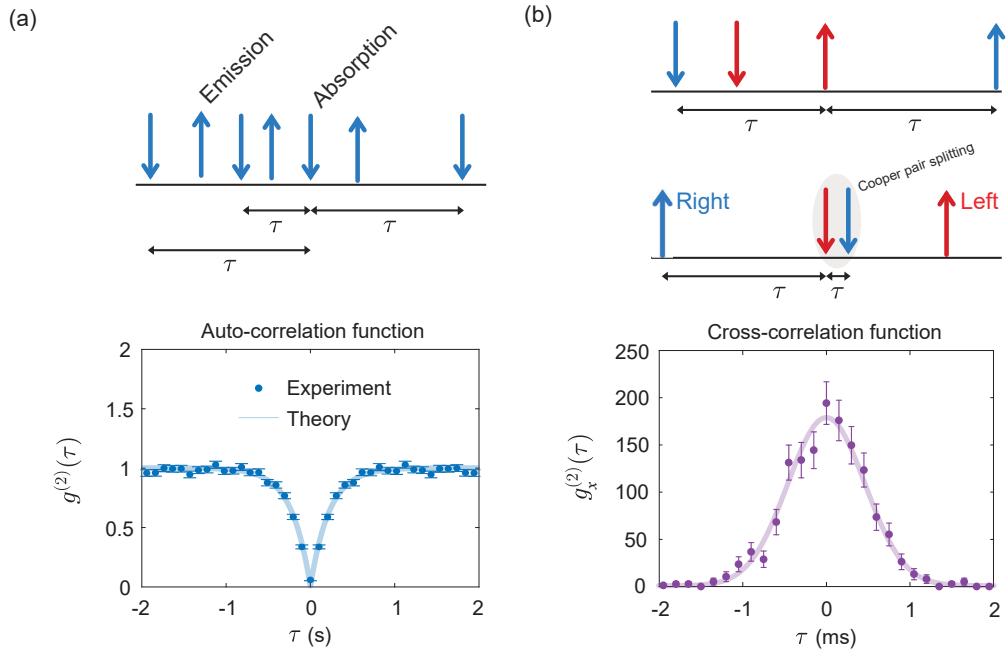 (a)
Emission
Absorption
τ
τ
τ
Auto-correlation function
g⁽²⁾(τ)
2
1.5
1
0.5
0
Experiment
Theory
-2
-1
0
1
2
τ (s)
(b)
τ
τ
Cooper pair splitting
Right
Left
τ
τ
Cross-correlation function
gₓ⁽²⁾(τ)
250
200
150
100
50
0
-2
-1
0
1
2
τ (ms)